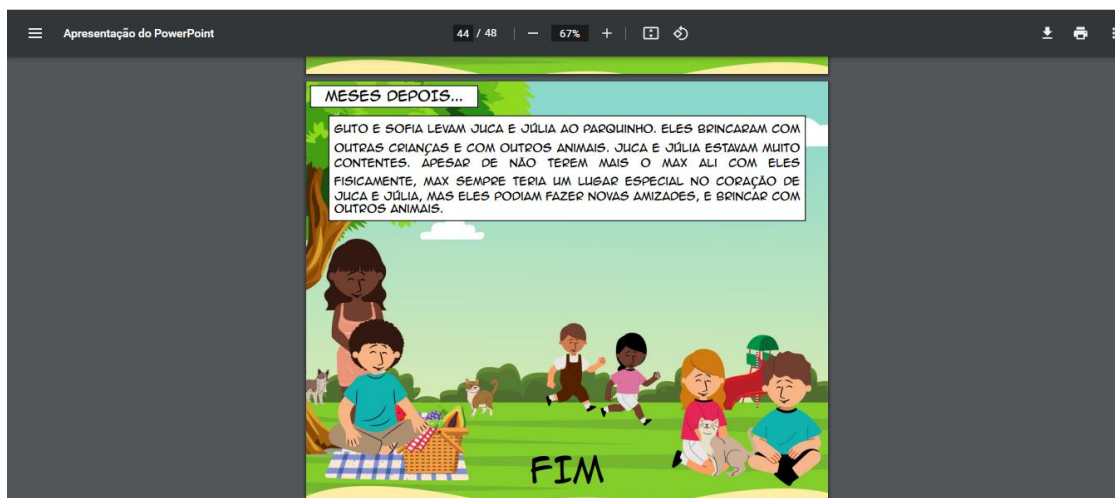 Apresentação do PowerPoint
44 / 48
67%
MESES DEPOIS...
GUTO E SOFIA LEVAM JUCA E JÚLIA AO PARQUINHO. ELES BRINCARAM COM
OUTRAS CRIANÇAS E COM OUTROS ANIMAIS. JUCA E JÚLIA ESTAVAM MUITO
CONTENTES. APESAR DE NÃO TEREM MAIS O MAX ALI COM ELES
FISICAMENTE, MAX SEMPRE TERIA UM LUGAR ESPECIAL NO CORAÇÃO DE
JUCA E JÚLIA, MAS ELES PODIAM FAZER NOVAS AMIZADES, E BRINCAR COM
OUTROS ANIMAIS.
FIM